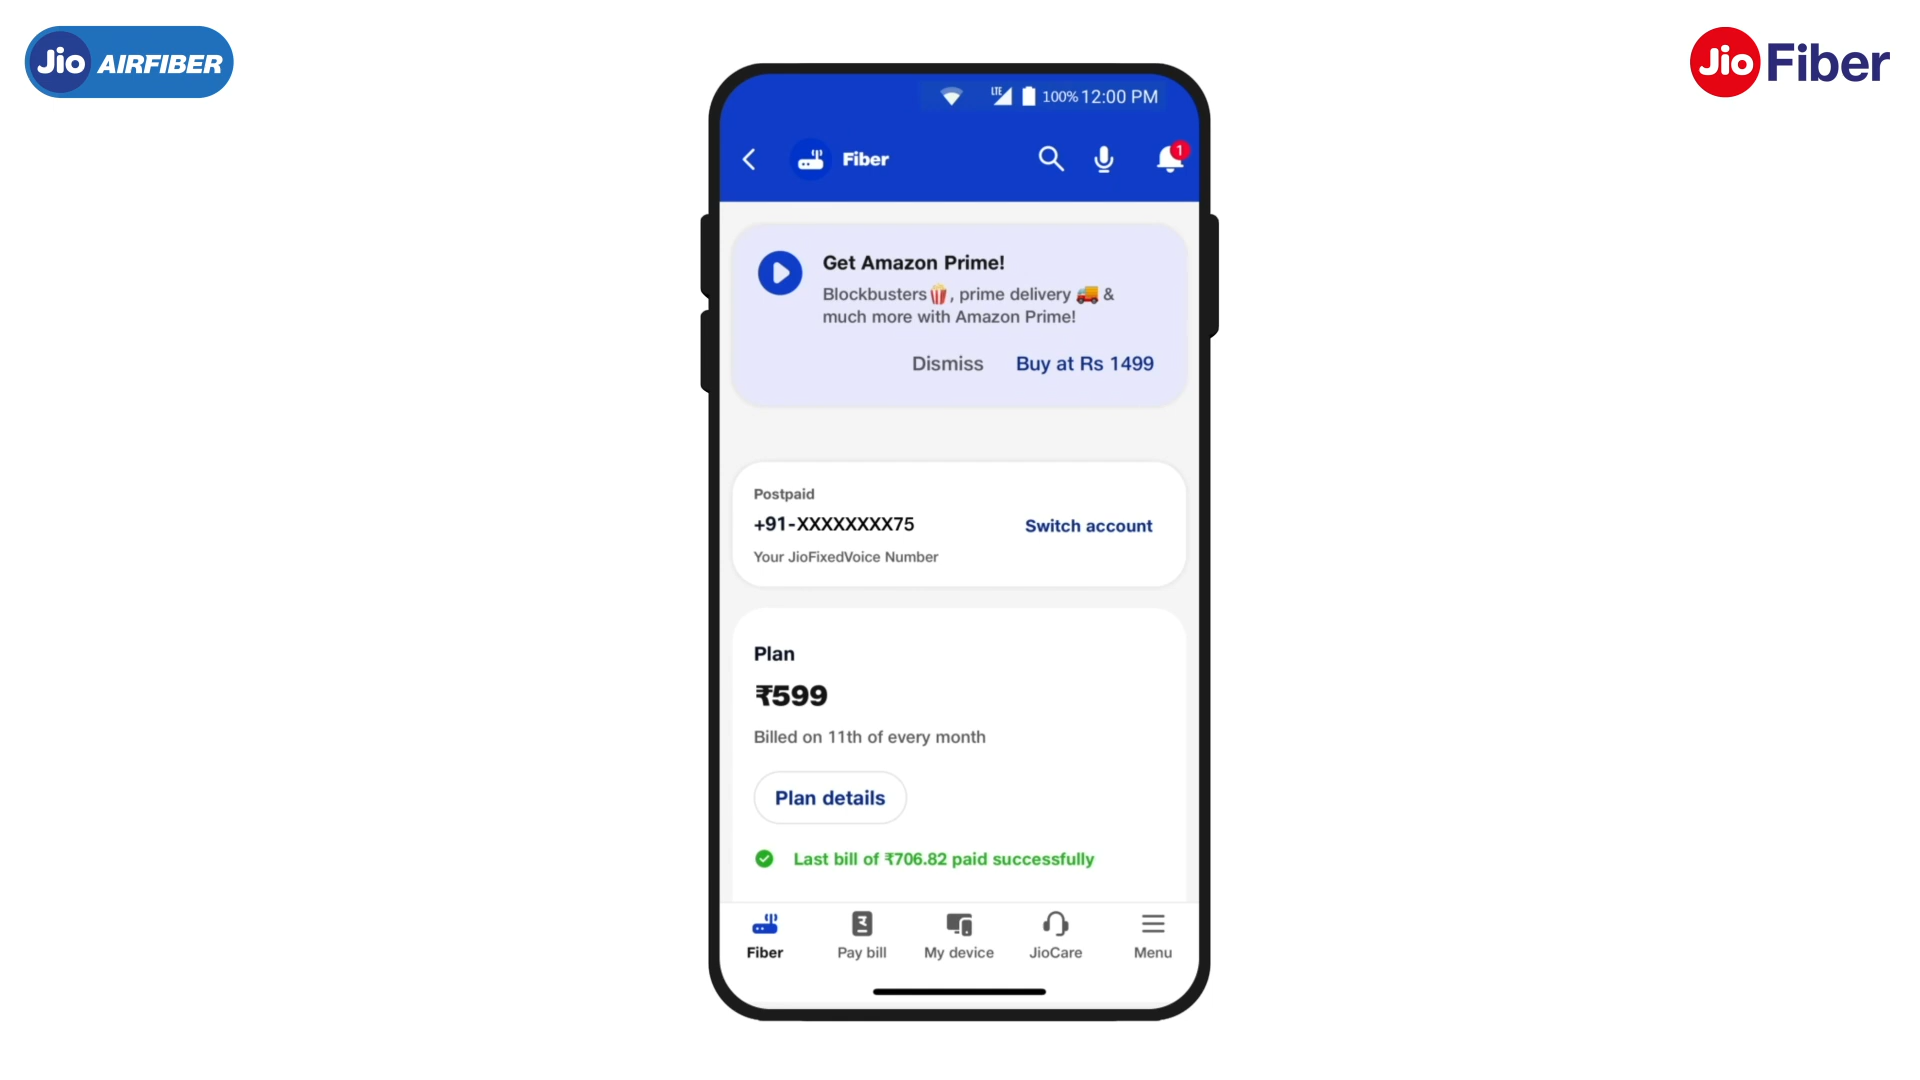 Jio AIRFIBER
Jio Fiber
LTE 100% 12:00 PM
Fiber
1
Get Amazon Prime!
Blockbusters🍿, prime delivery 🚚 &
much more with Amazon Prime!
Dismiss Buy at Rs 1499
Postpaid
+91-XXXXXXXX75
Switch account
Your JioFixedVoice Number
Plan
₹599
Billed on 11th of every month
Plan details
Last bill of ₹706.82 paid successfully
Fiber Pay bill My device JioCare Menu